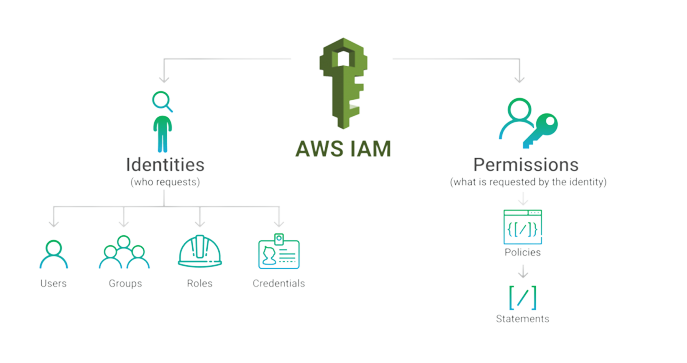 AWS IAM
Identities
(who requests)
Permissions
(what is requested by the identity)
{[/]}
Policies
Users
Groups
Roles
Credentials
[/]
Statements